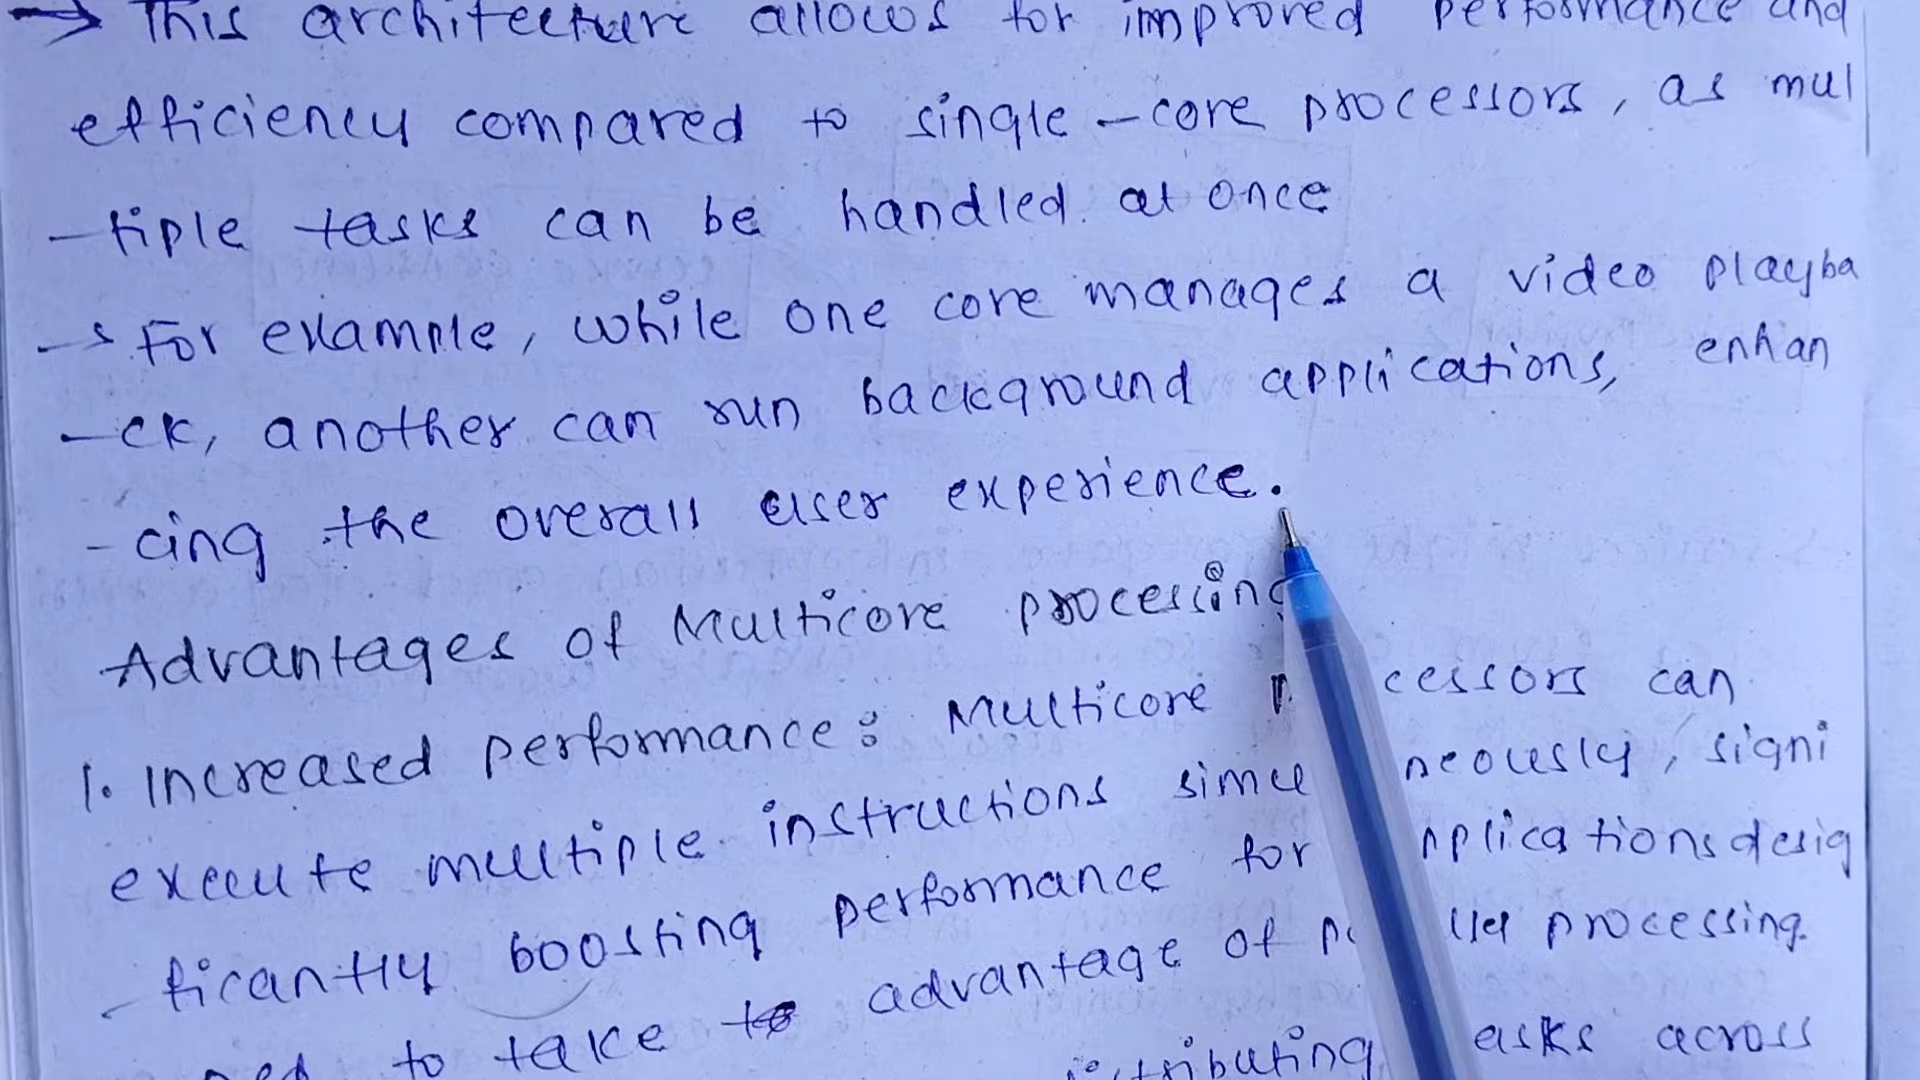 → This architecture allows for improved performance and
efficiency compared to single-core processors, as mul
-tiple tasks can be handled at once
→ For example, while one core manages a video playba
-ck, another can run background applications, enhan
-cing the overall user experience.
Advantages of Multicore processing
1. Increased performance: Multicore cessors can
execute multiple instructions simu neously, signi
-ficantly boosting performance for pplications desig
to take advantage of processing.
tributing asks across